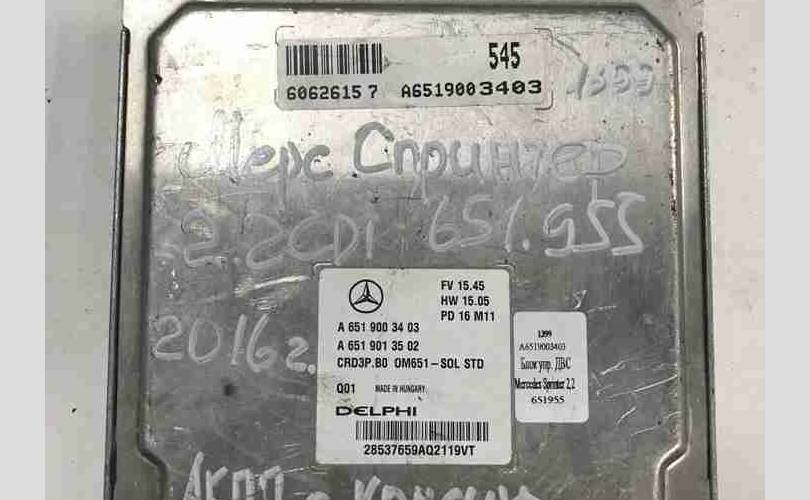 545
6062615 7 A6519003403
1399
Мерс Спринтер
2.2CDi 651.955
2016г.
FV 15.45
HW 15.05
PD 16 M11
A 651 900 34 03
A 651 901 35 02
CRD3P.B0 OM651-SOL STD
Q01 MADE IN HUNGARY
DELPHI
28537659AQ2119VT
1399
A6519003403
Блок упр. ДВС
Mercedes Sprinter 2,2
651955
АКПП